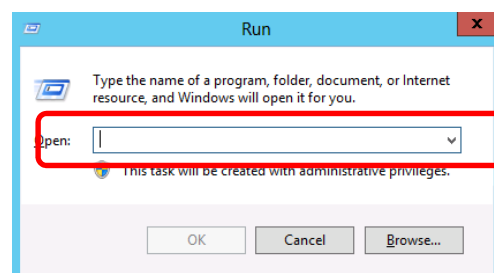 Run
x
Type the name of a program, folder, document, or Internet
resource, and Windows will open it for you.
Open:
This task will be created with administrative privileges.
OK Cancel Browse...